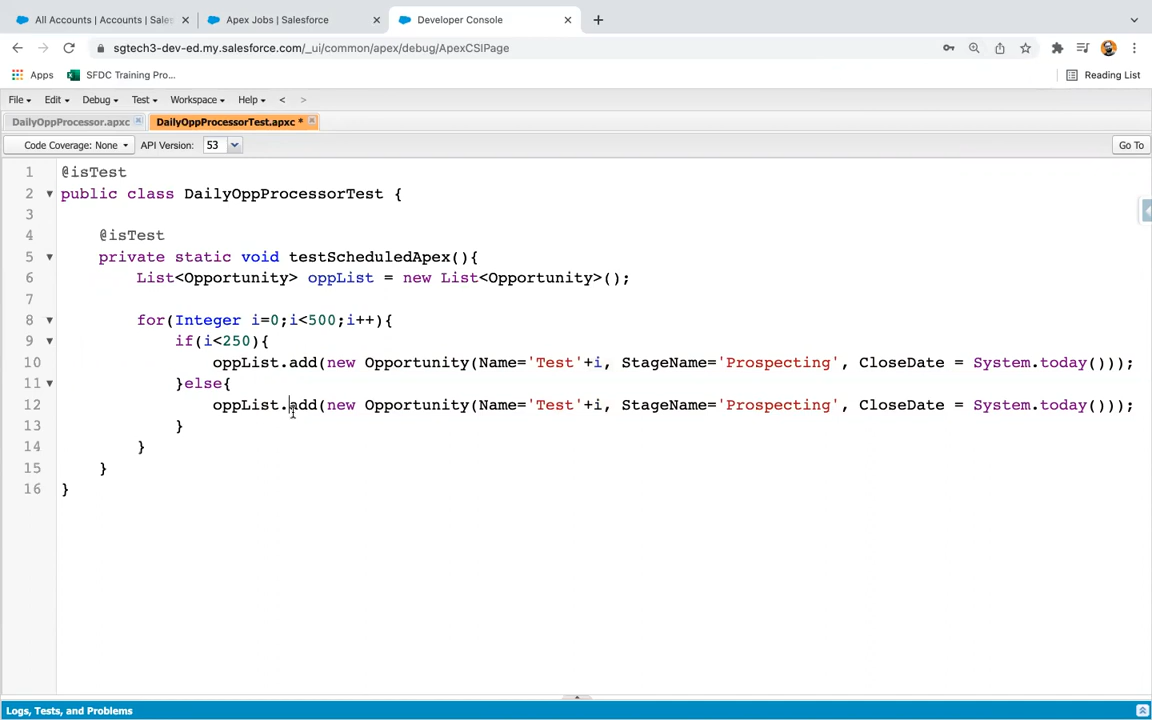 All Accounts | Accounts | Sales
Apex Jobs | Salesforce
Developer Console
sgtech3-dev-ed.my.salesforce.com/_ui/common/apex/debug/ApexCSIPage
Apps
SFDC Training Pro...
Reading List
File
Edit
Debug
Test
Workspace
Help
<
>
DailyOppProcessor.apxc
DailyOppProcessorTest.apxc *
Code Coverage: None
API Version:
53
Go To
1 @isTest
2 public class DailyOppProcessorTest {
3
4 @isTest
5 private static void testScheduledApex(){
6 List<Opportunity> oppList = new List<Opportunity>();
7
8 for(Integer i=0;i<500;i++){
9 if(i<250){
10 oppList.add(new Opportunity(Name='Test'+i, StageName='Prospecting', CloseDate = System.today()));
11 }else{
12 oppList.add(new Opportunity(Name='Test'+i, StageName='Prospecting', CloseDate = System.today()));
13 }
14 }
15 }
16 }
Logs, Tests, and Problems